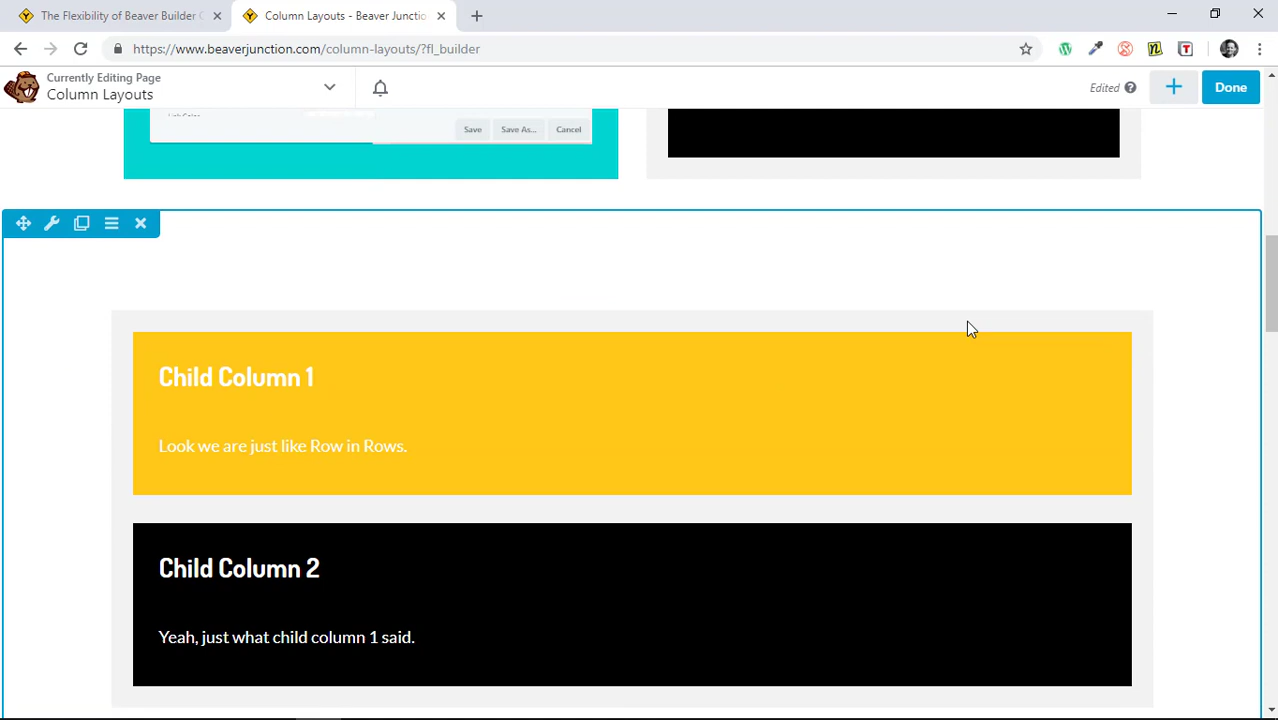 The Flexibility of Beaver Builder C
Column Layouts - Beaver Junctio
https://www.beaverjunction.com/column-layouts/?fl_builder
Currently Editing Page
Column Layouts
Edited
Done
Save
Save As...
Cancel
Child Column 1
Look we are just like Row in Rows.
Child Column 2
Yeah, just what child column 1 said.